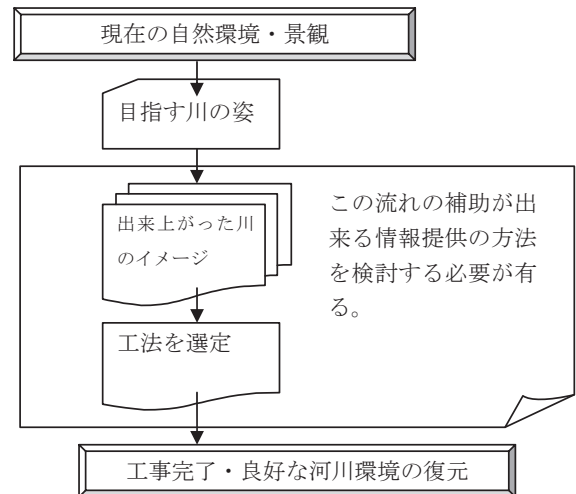 現在の自然環境・景観
目指す川の姿
出来上がった川
のイメージ
この流れの補助が出
来る情報提供の方法
を検討する必要が有
る。
工法を選定
工事完了・良好な河川環境の復元